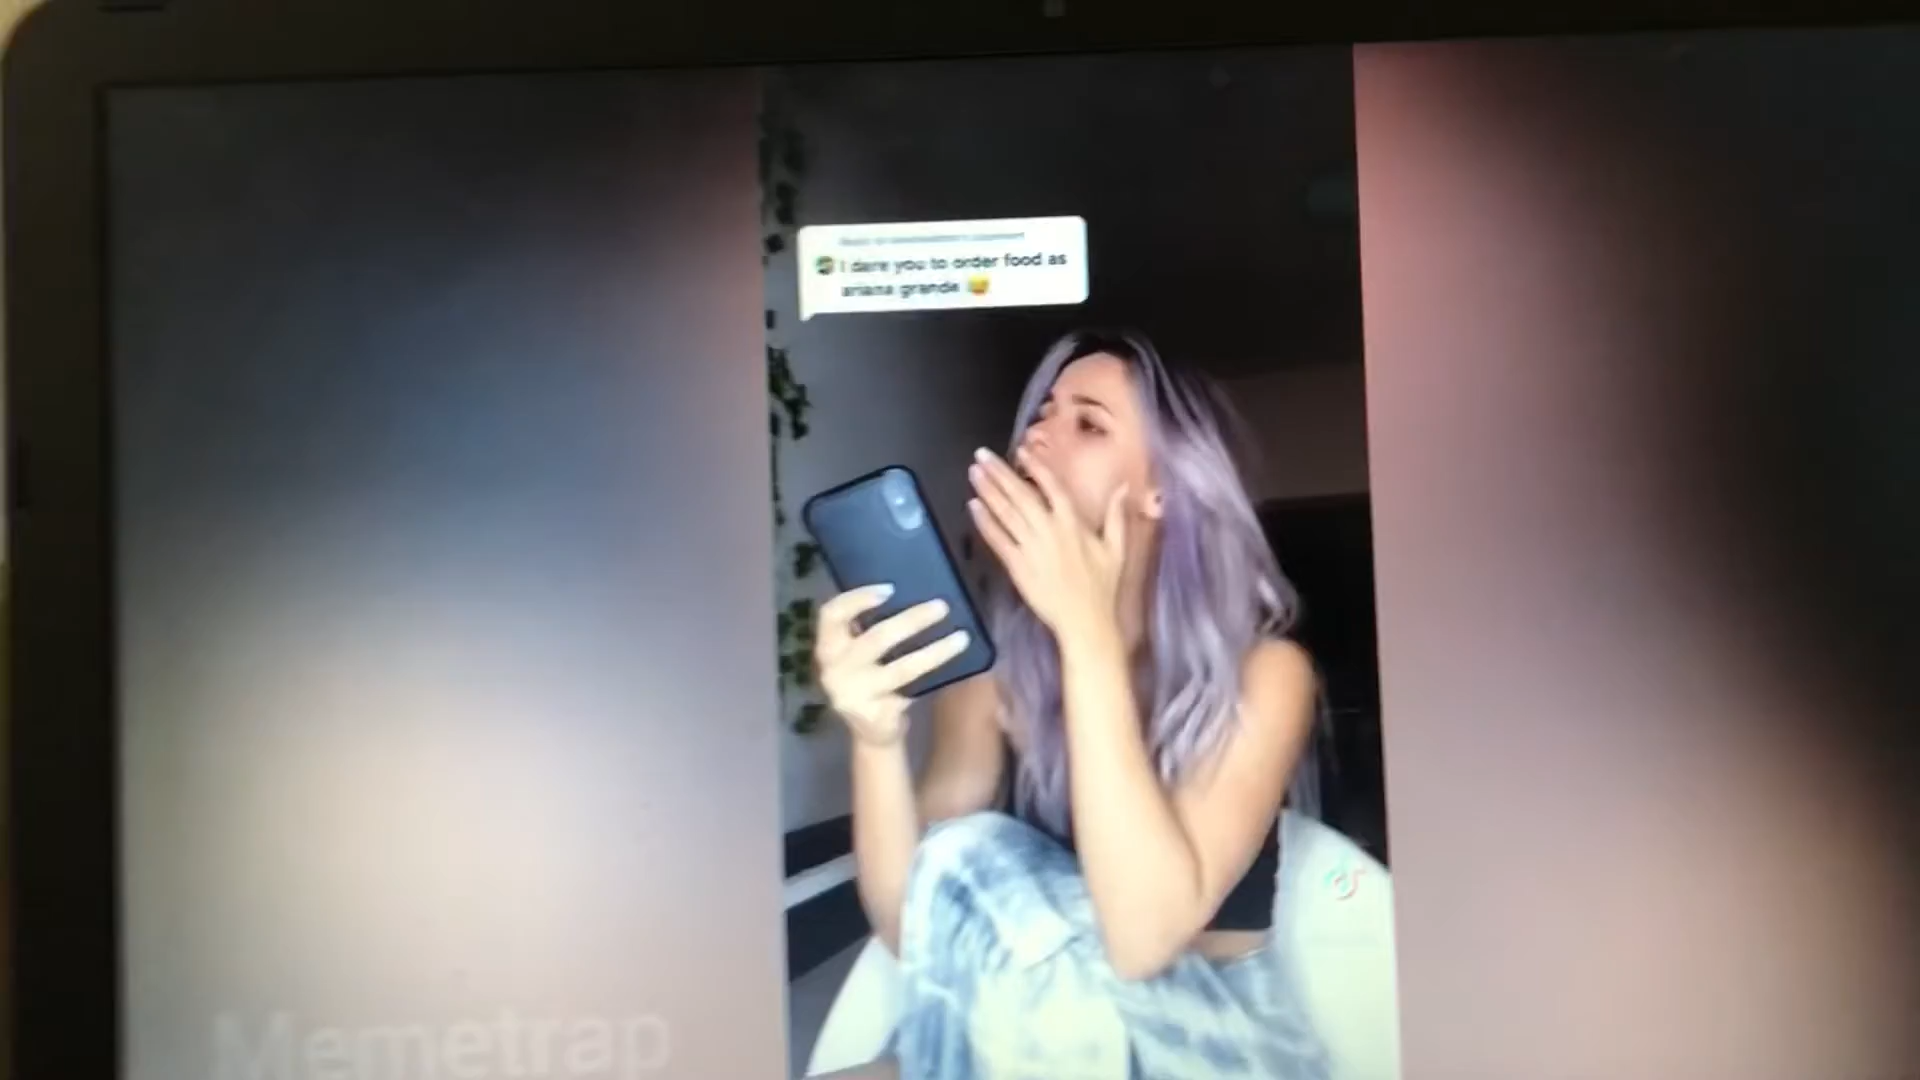 I dare you to order food as
ariana grande 😅
Memetrap